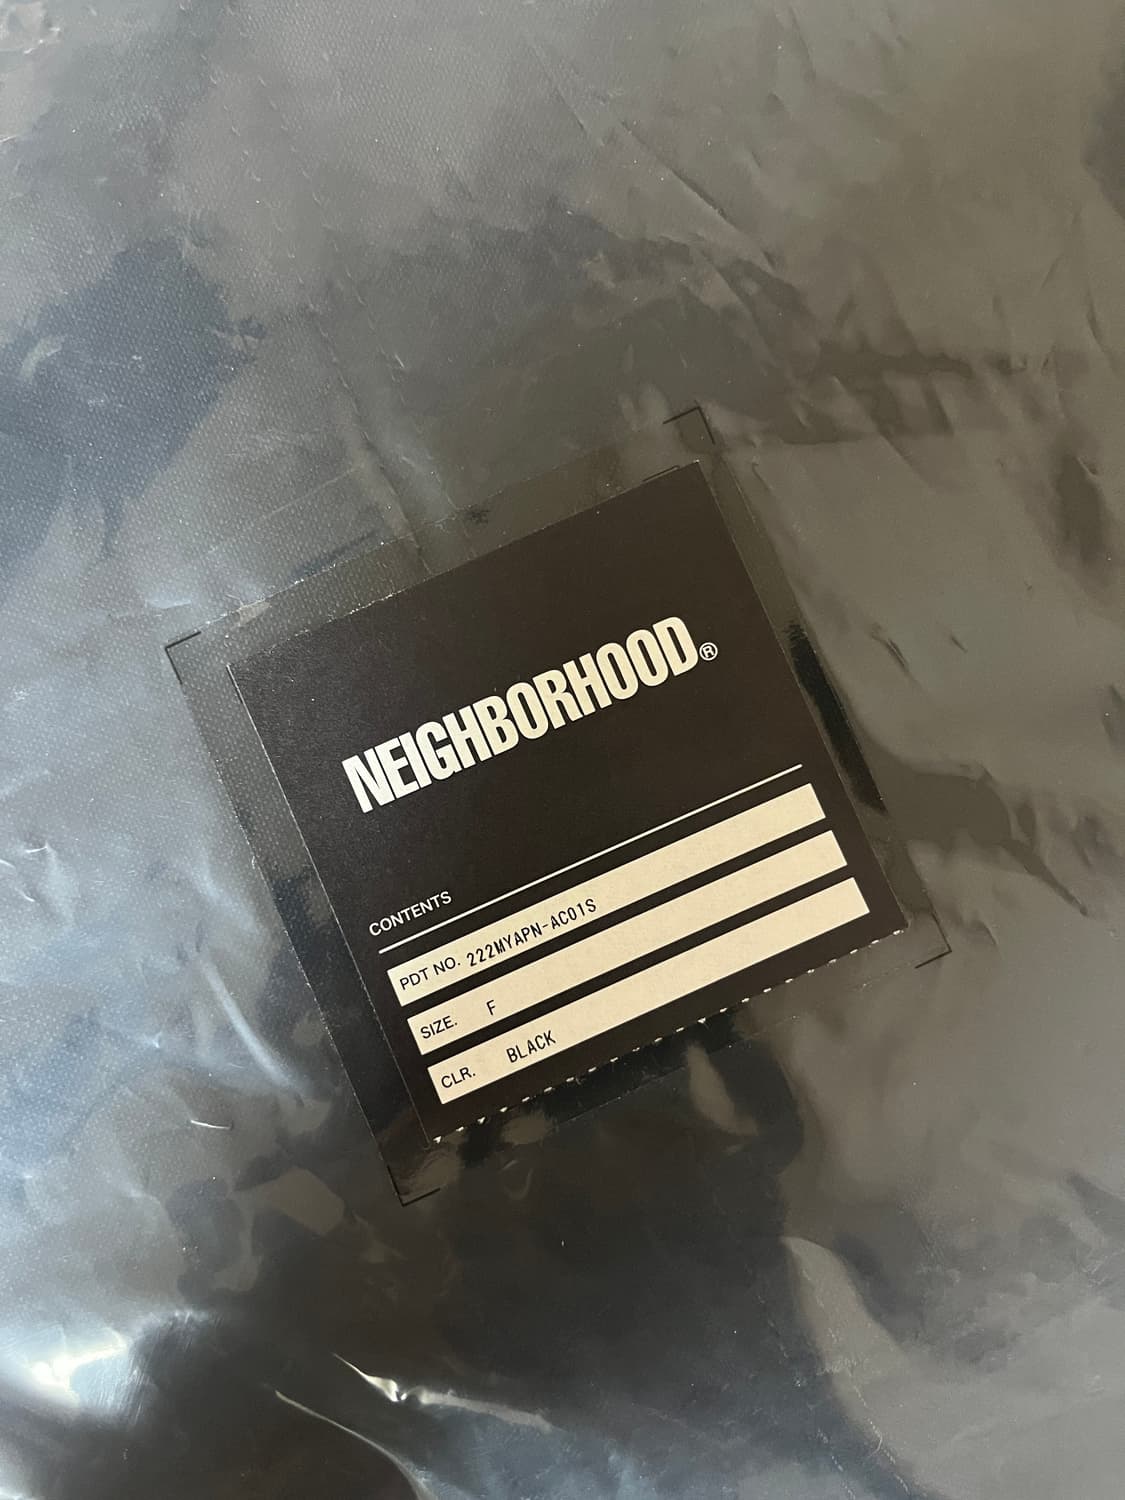 NEIGHBORHOOD®
CONTENTS
PDT NO. 222MYAPN-AC01S
SIZE. F
CLR. BLACK